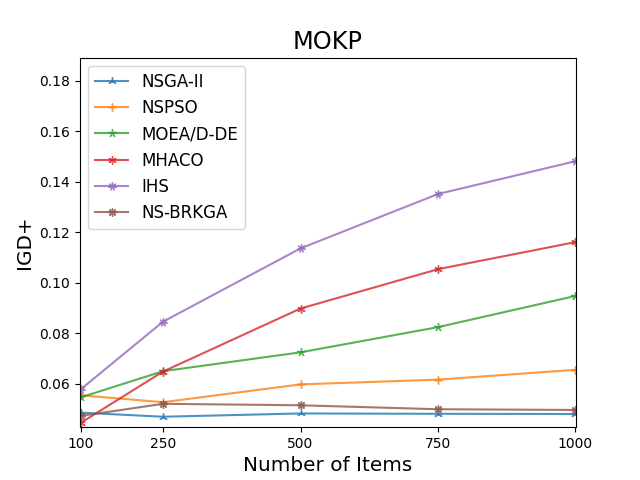 MOKP
NSGA-II
NSPSO
MOEA/D-DE
MHACO
IHS
NS-BRKGA
IGD+
0.18
0.16
0.14
0.12
0.10
0.08
0.06
100 250 500 750 1000
Number of Items